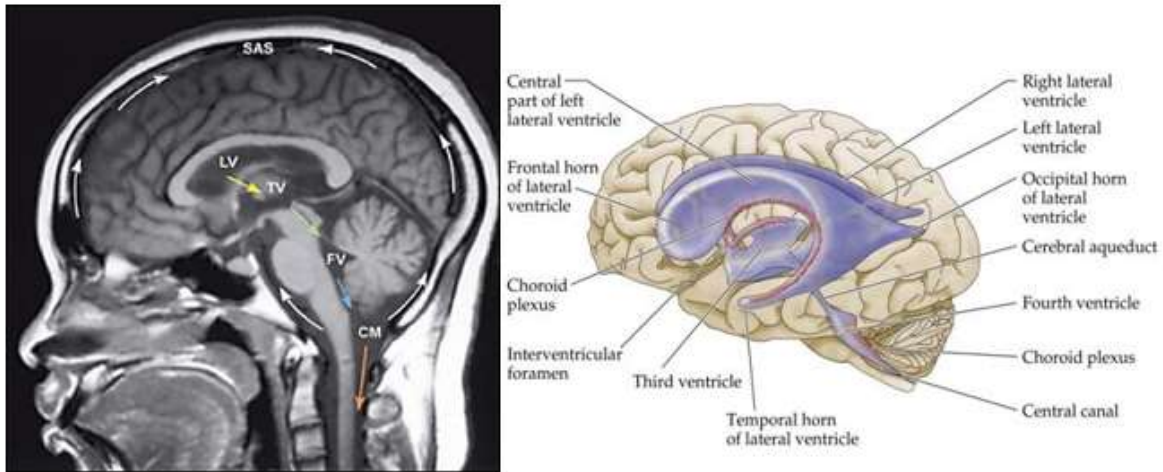 SAS
LV
TV
FV
CM
Central
part of left
lateral ventricle
Frontal horn
of lateral
ventricle
Choroid
plexus
Interventricular
foramen
Third ventricle
Temporal horn
of lateral ventricle
Right lateral
ventricle
Left lateral
ventricle
Occipital horn
of lateral
ventricle
Cerebral aqueduct
Fourth ventricle
Choroid plexus
Central canal